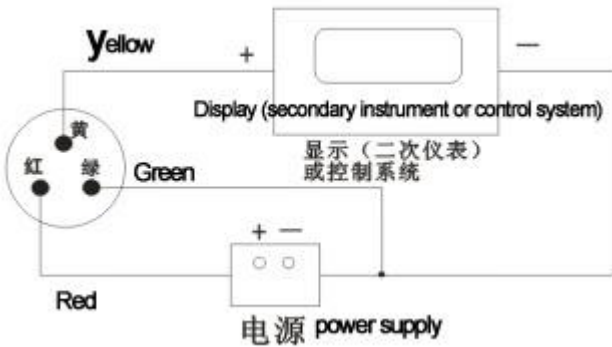 Yellow
+
—
Display (secondary instrument or control system)
显示（二次仪表）
或控制系统
黄
红
绿
Green
+ —
Red
电源 power supply